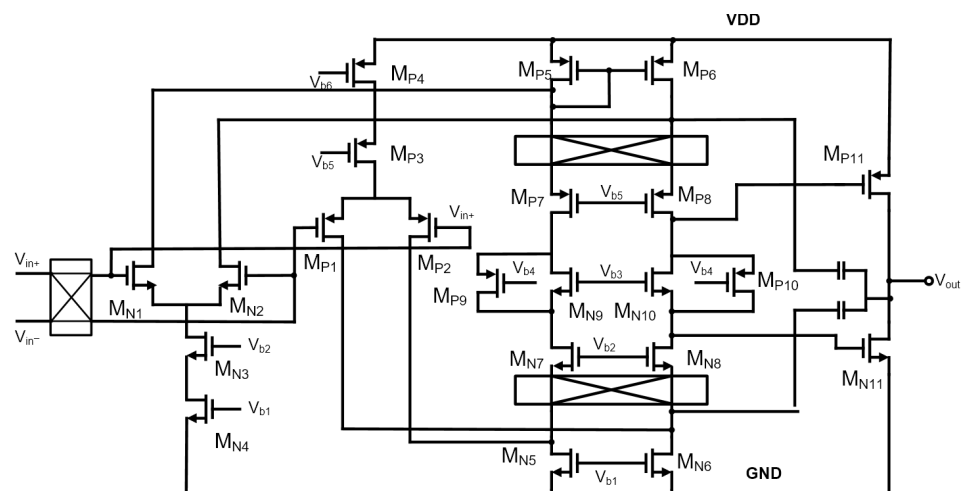 VDD
V_b6 M_P4 M_P5 M_P6
V_b5 M_P3 M_P11
M_P7 V_b5 M_P8
V_in+
V_in+ M_P1 M_P2 V_b4 V_b3 V_b4 V_out
M_P9 M_N9 M_N10 M_P10
M_N1 M_N2
V_in−
V_b2 V_b2
M_N3 M_N7 M_N8 M_N11
V_b1
M_N4 M_N5 M_N6
V_b1 GND